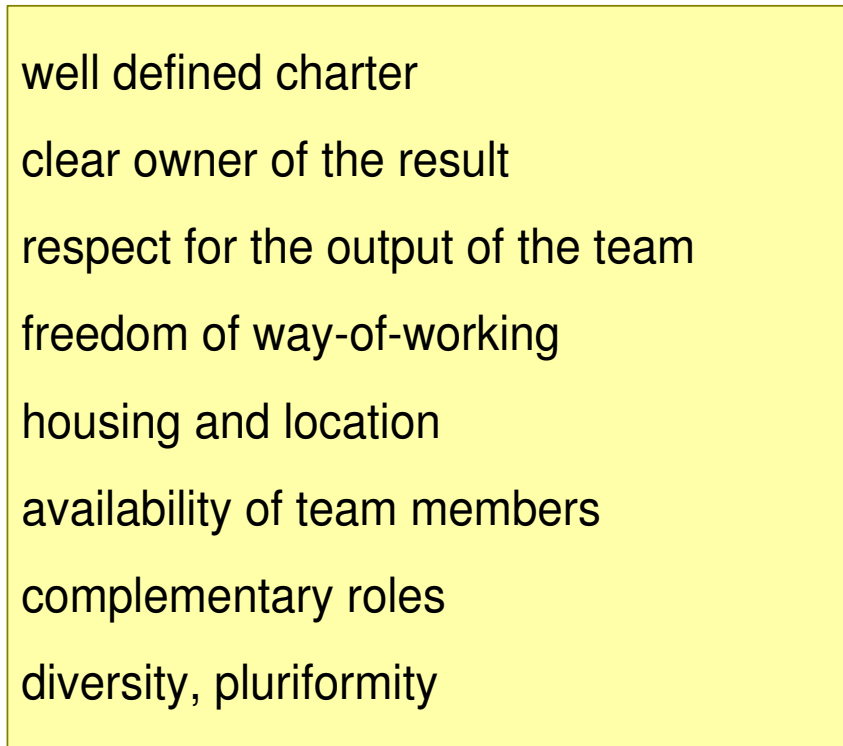 well defined charter
clear owner of the result
respect for the output of the team
freedom of way-of-working
housing and location
availability of team members
complementary roles
diversity, pluriformity